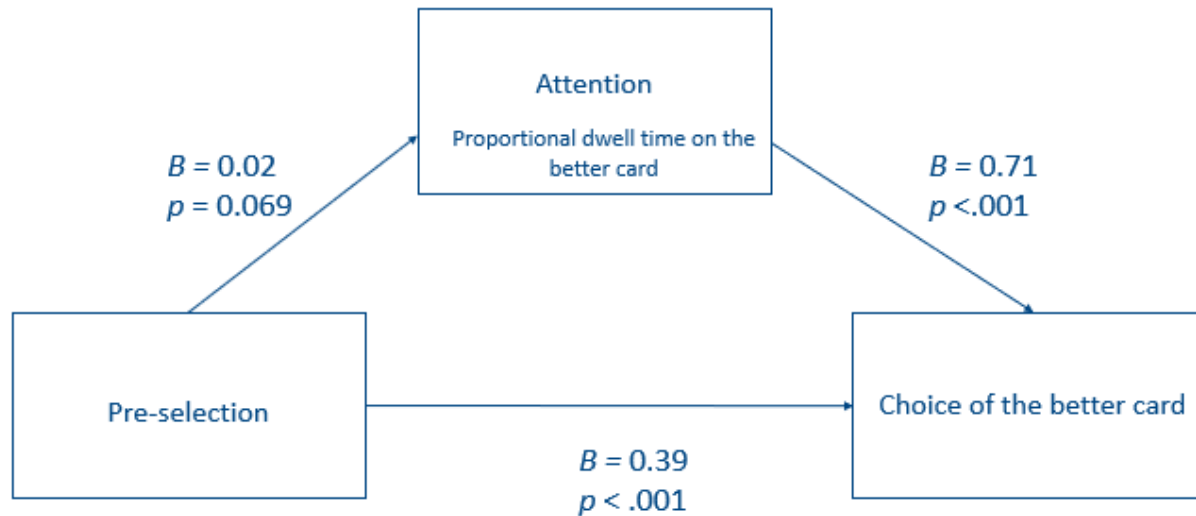 Attention
Proportional dwell time on the
better card
B = 0.02
p = 0.069
B = 0.71
p <.001
Pre-selection
Choice of the better card
B = 0.39
p < .001